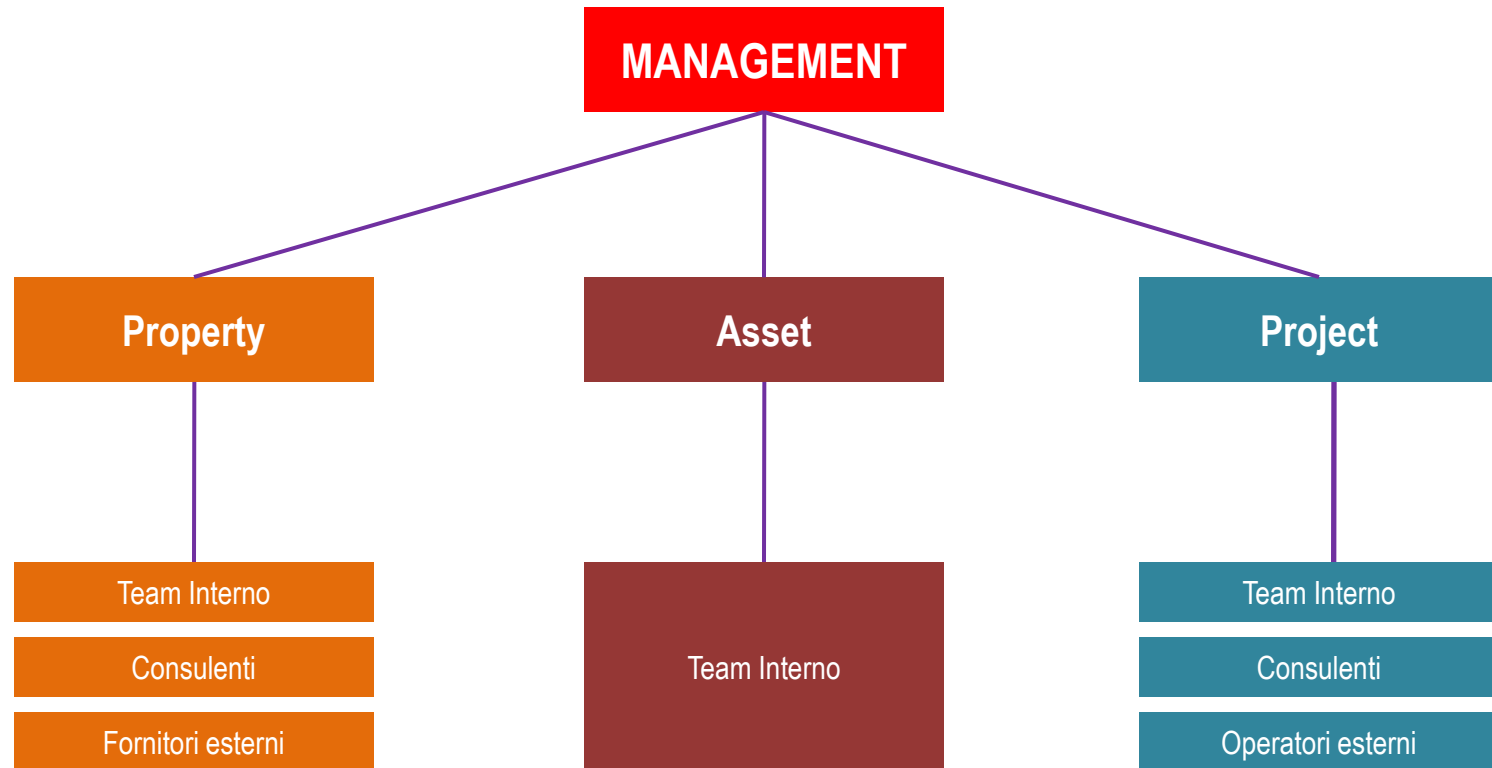 MANAGEMENT
Property
Asset
Project
Team Interno
Consulenti
Fornitori esterni
Team Interno
Team Interno
Consulenti
Operatori esterni